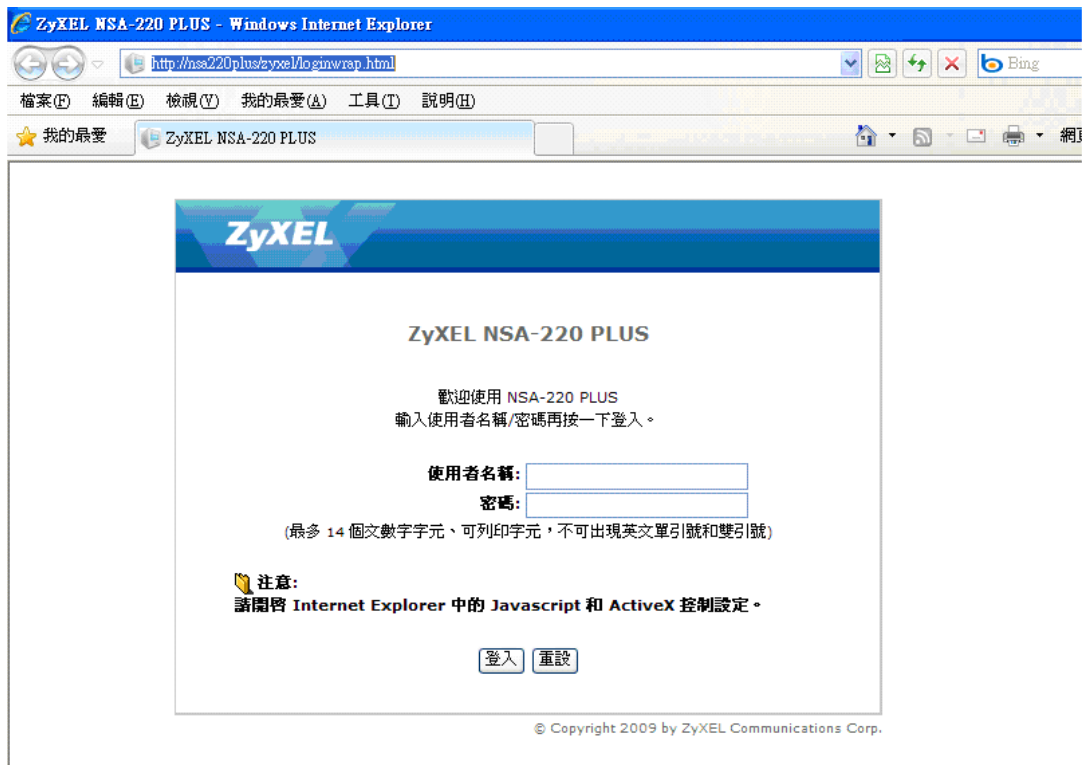 ZyXEL NSA-220 PLUS - Windows Internet Explorer
http://nsa220plus/zyxel/loginwrap.html
Bing
檔案(F) 編輯(E) 檢視(V) 我的最愛(A) 工具(T) 說明(H)
我的最愛 ZyXEL NSA-220 PLUS
ZyXEL
ZyXEL NSA-220 PLUS
歡迎使用 NSA-220 PLUS
輸入使用者名稱/密碼再按一下登入。
使用者名稱:
密碼:
(最多 14 個文數字字元、可列印字元，不可出現英文單引號和雙引號)
注意:
請開啓 Internet Explorer 中的 Javascript 和 ActiveX 控制設定。
登入 重設
© Copyright 2009 by ZyXEL Communications Corp.